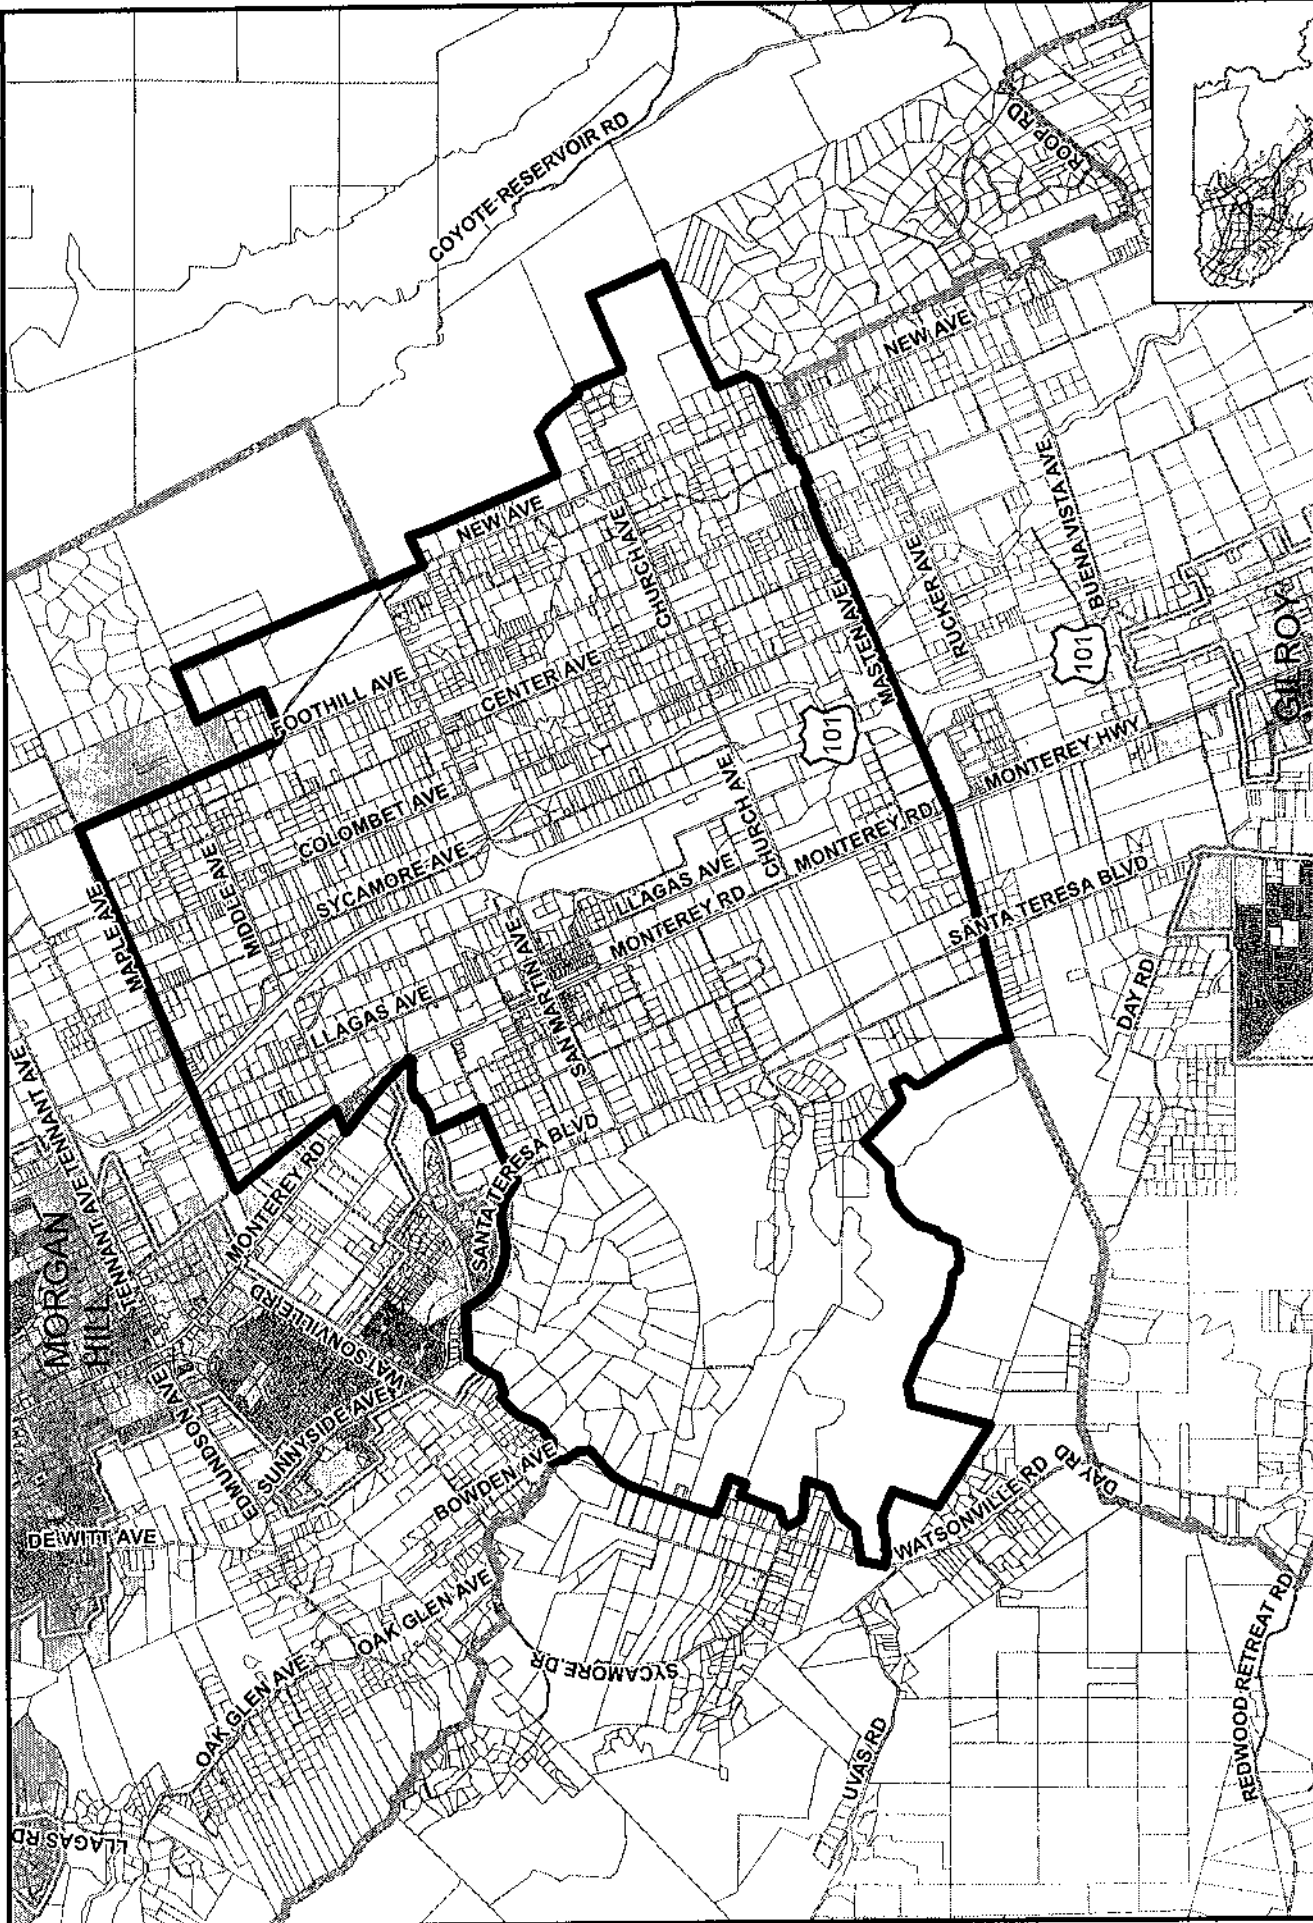 COYOTE RESERVOIR RD
ROOP RD
NEW AVE
NEW AVE
CHURCH AVE
BUENA VISTA AVE
RUCKER AVE
MASTEN AVE
FOOTHILL AVE
CENTER AVE
101
101
GILROY
MONTEREY HWY
COLOMBET AVE
MIDDLE AVE
SYCAMORE AVE
MAPLE AVE
CHURCH AVE
MONTEREY RD
LLAGAS AVE
MONTEREY RD
SANTA TERESA BLVD
SAN MARTIN AVE
LLAGAS AVE
DAY RD
TENNANT AVE
TENNANT AVE
MORGAN
HILL
MONTEREY RD
SANTA TERESA BLVD
WATSONVILLE RD
WATSONVILLE RD
EDMUNDSON AVE
SUNNYSIDE AVE
BOWDEN AVE
DE WITT AVE
DAY RD
OAK GLEN AVE
OAK GLEN AVE
SYCAMORE DR
UVAS RD
REDWOOD RETREAT RD
LLAGAS RD